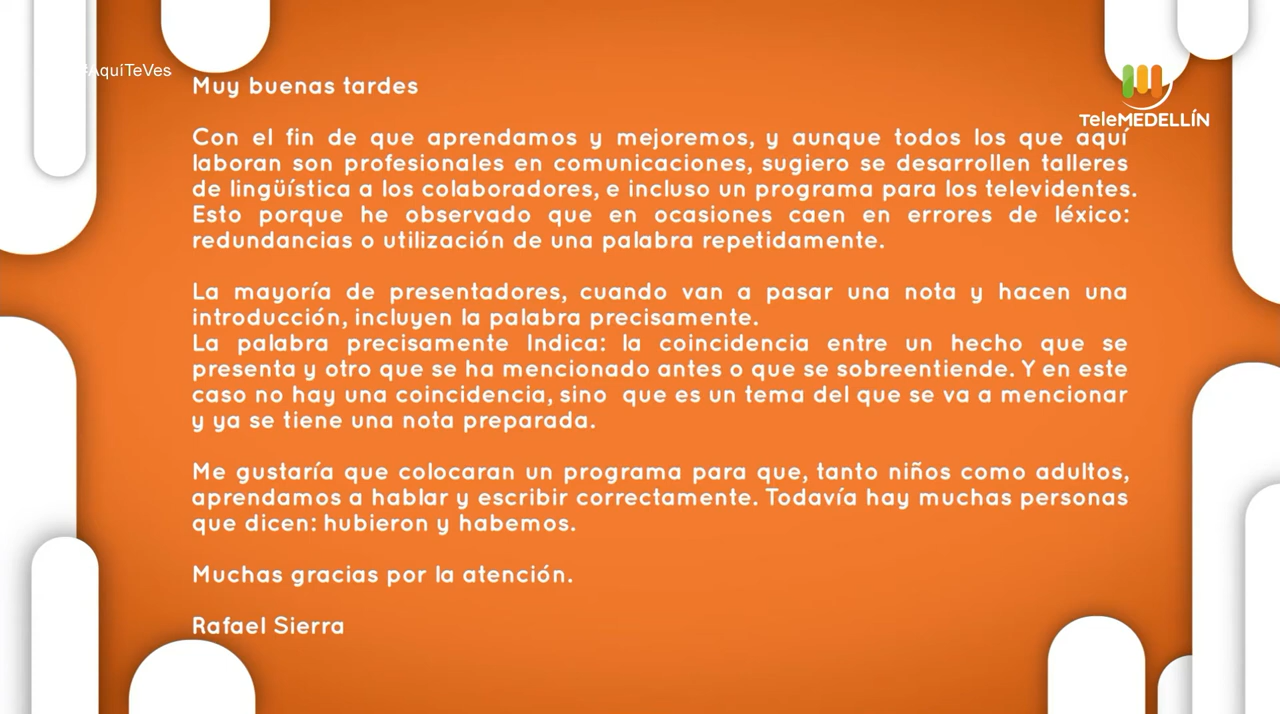 #AquíTeVes
TeleMEDELLÍN
Muy buenas tardes
Con el fin de que aprendamos y mejoremos, y aunque todos los que aquí
laboran son profesionales en comunicaciones, sugiero se desarrollen talleres
de lingüística a los colaboradores, e incluso un programa para los televidentes.
Esto porque he observado que en ocasiones caen en errores de léxico:
redundancias o utilización de una palabra repetidamente.
La mayoría de presentadores, cuando van a pasar una nota y hacen una
introducción, incluyen la palabra precisamente.
La palabra precisamente Indica: la coincidencia entre un hecho que se
presenta y otro que se ha mencionado antes o que se sobreentiende. Y en este
caso no hay una coincidencia, sino  que es un tema del que se va a mencionar
y ya se tiene una nota preparada.
Me gustaría que colocaran un programa para que, tanto niños como adultos,
aprendamos a hablar y escribir correctamente. Todavía hay muchas personas
que dicen: hubieron y habemos.
Muchas gracias por la atención.
Rafael Sierra